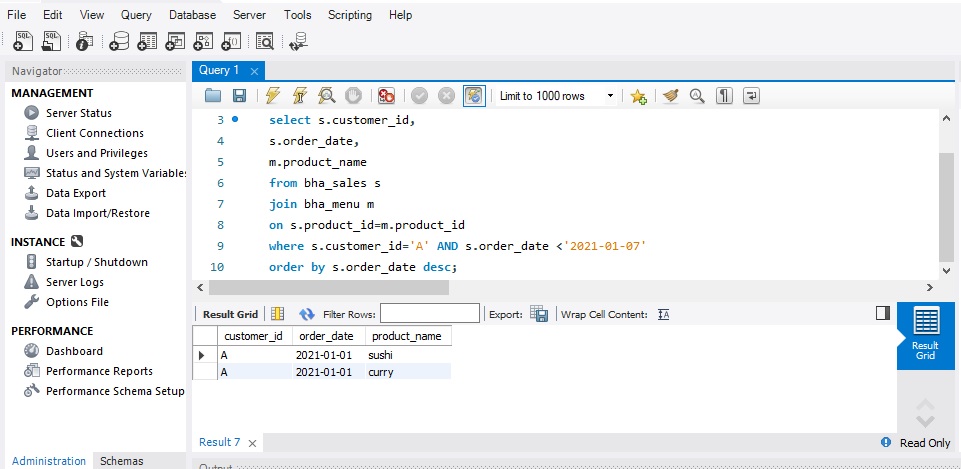 File Edit View Query Database Server Tools Scripting Help
Navigator
MANAGEMENT
Server Status
Client Connections
Users and Privileges
Status and System Variables
Data Export
Data Import/Restore
INSTANCE
Startup / Shutdown
Server Logs
Options File
PERFORMANCE
Dashboard
Performance Reports
Performance Schema Setup
Administration Schemas
Query 1
Limit to 1000 rows
3 select s.customer_id,
4 s.order_date,
5 m.product_name
6 from bha_sales s
7 join bha_menu m
8 on s.product_id=m.product_id
9 where s.customer_id='A' AND s.order_date <'2021-01-07'
10 order by s.order_date desc;
Result Grid Filter Rows: Export: Wrap Cell Content:
customer_id order_date product_name
A 2021-01-01 sushi
A 2021-01-01 curry
Result
Grid
Result 7
Read Only
Output